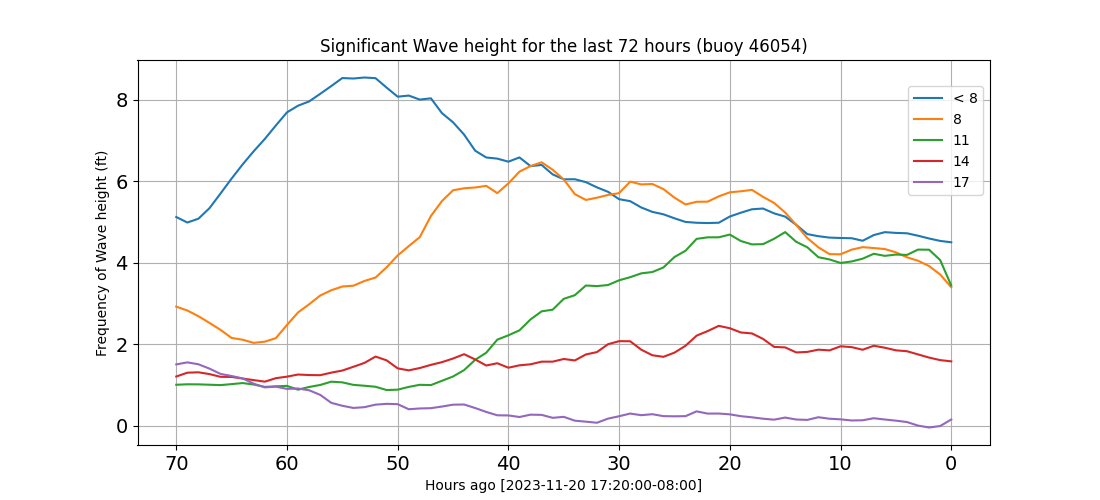 Significant Wave height for the last 72 hours (buoy 46054)
Frequency of Wave height (ft)
8
6
4
2
0
< 8
8
11
14
17
70 60 50 40 30 20 10 0
Hours ago [2023-11-20 17:20:00-08:00]